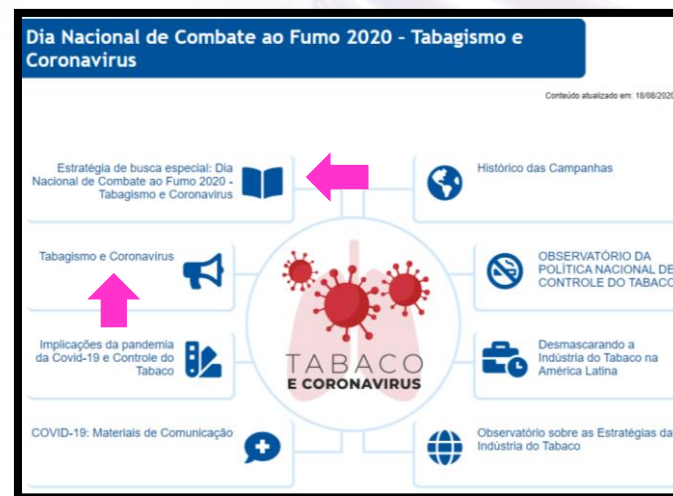 Dia Nacional de Combate ao Fumo 2020 - Tabagismo e
Coronavirus
Conteúdo atualizado em: 18/08/2020
Estratégia de busca especial: Dia
Nacional de Combate ao Fumo 2020 -
Tabagismo e Coronavirus
Histórico das Campanhas
Tabagismo e Coronavírus
OBSERVATÓRIO DA
POLÍTICA NACIONAL DE
CONTROLE DO TABACO
Implicações da pandemia
da Covid-19 e Controle do
Tabaco
TABACO
E CORONAVIRUS
Desmascarando a
Indústria do Tabaco na
América Latina
COVID-19: Materiais de Comunicação
Observatório sobre as Estratégias da
Indústria do Tabaco